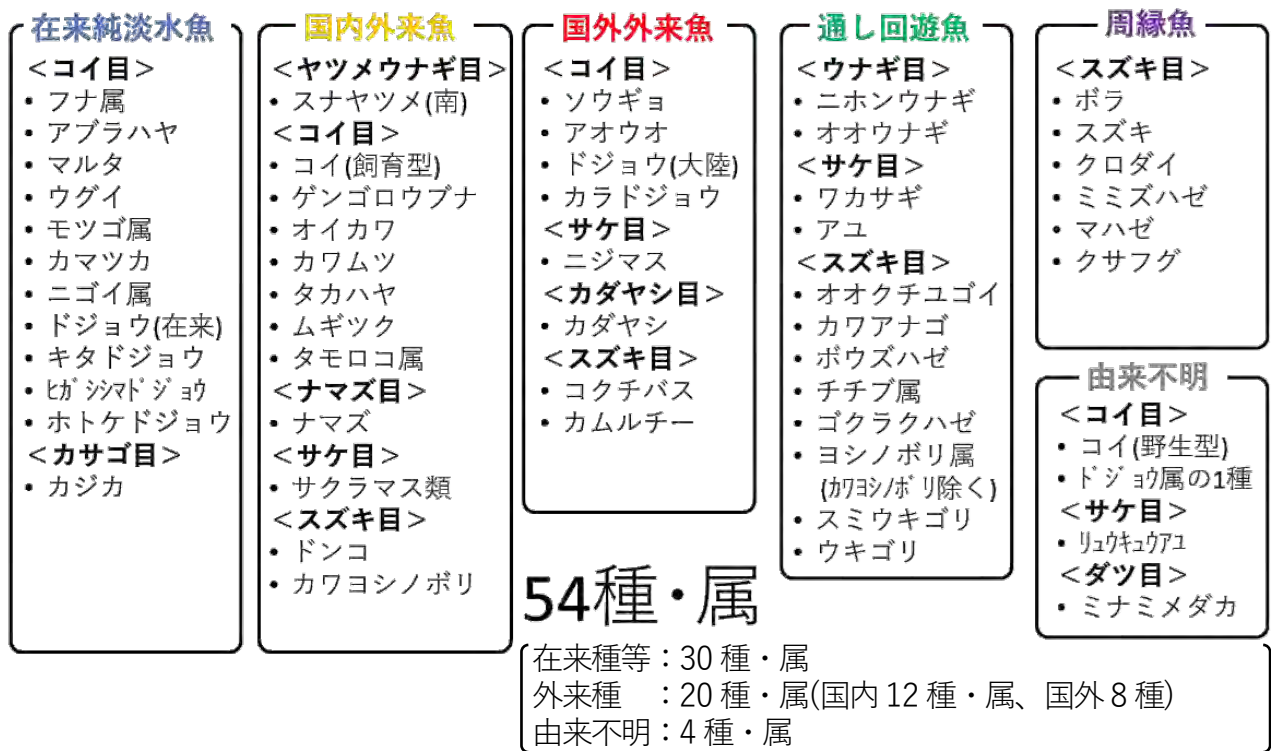 在来純淡水魚
＜コイ目＞
• フナ属
• アブラハヤ
• マルタ
• ウグイ
• モツゴ属
• カマツカ
• ニゴイ属
• ドジョウ(在来)
• キタドジョウ
• ﾋｶﾞｼｼﾏﾄﾞｼﾞｮｳ
• ホトケドジョウ
＜カサゴ目＞
• カジカ
国内外来魚
＜ヤツメウナギ目＞
• スナヤツメ(南)
＜コイ目＞
• コイ(飼育型)
• ゲンゴロウブナ
• オイカワ
• カワムツ
• タカハヤ
• ムギツク
• タモロコ属
＜ナマズ目＞
• ナマズ
＜サケ目＞
• サクラマス類
＜スズキ目＞
• ドンコ
• カワヨシノボリ
国外外来魚
＜コイ目＞
• ソウギョ
• アオウオ
• ドジョウ(大陸)
• カラドジョウ
＜サケ目＞
• ニジマス
＜カダヤシ目＞
• カダヤシ
＜スズキ目＞
• コクチバス
• カムルチー
通し回遊魚
＜ウナギ目＞
• ニホンウナギ
• オオウナギ
＜サケ目＞
• ワカサギ
• アユ
＜スズキ目＞
• オオクチユゴイ
• カワアナゴ
• ボウズハゼ
• チチブ属
• ゴクラクハゼ
• ヨシノボリ属
(ｶﾜﾖｼﾉﾎﾞﾘ除く)
• スミウキゴリ
• ウキゴリ
周縁魚
＜スズキ目＞
• ボラ
• スズキ
• クロダイ
• ミミズハゼ
• マハゼ
• クサフグ
由来不明
＜コイ目＞
• コイ(野生型)
• ﾄﾞｼﾞｮｳ属の1種
＜サケ目＞
• ﾘｭｳｷｭｳｱﾕ
＜ダツ目＞
• ミナミメダカ
54種・属
在来種等：30種・属
外来種　：20種・属(国内12種・属、国外8種)
由来不明：4種・属